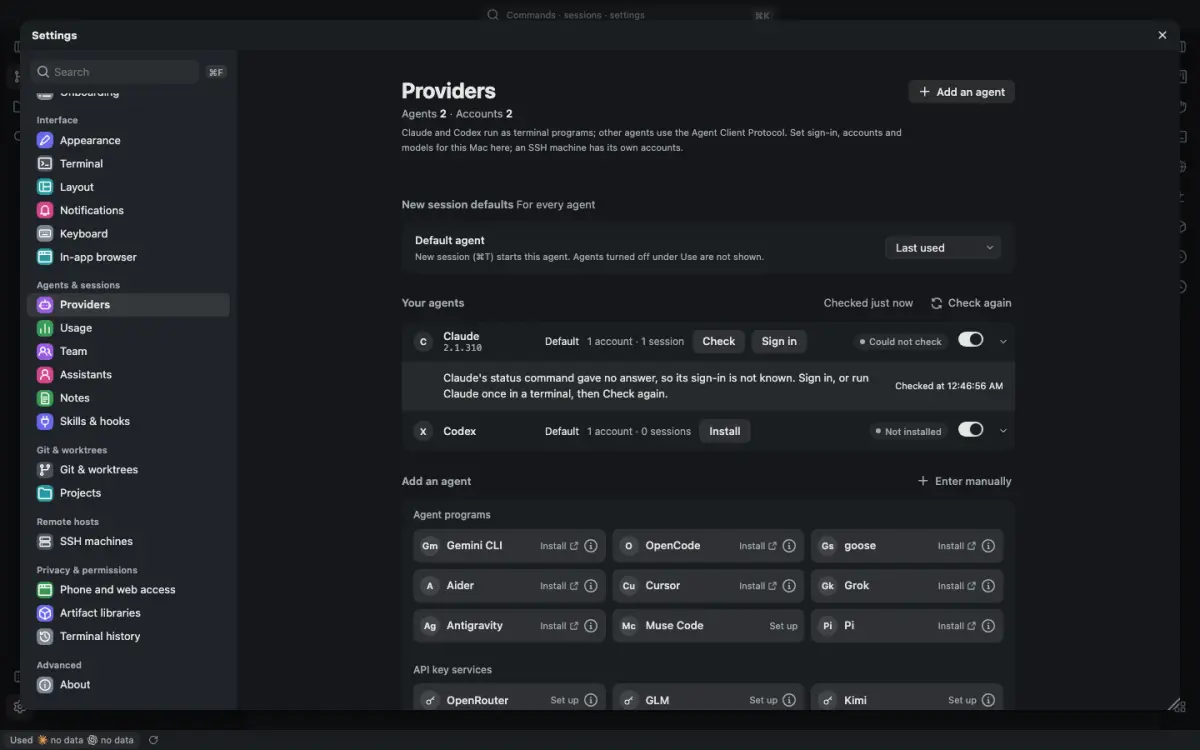 Commands · sessions · settings ⌘K
Settings
Search ⌘F
Onboarding
Interface
Appearance
Terminal
Layout
Notifications
Keyboard
In-app browser
Agents & sessions
Providers
Usage
Team
Assistants
Notes
Skills & hooks
Git & worktrees
Git & worktrees
Projects
Remote hosts
SSH machines
Privacy & permissions
Phone and web access
Artifact libraries
Terminal history
Advanced
About
Providers
Add an agent
Agents 2 · Accounts 2
Claude and Codex run as terminal programs; other agents use the Agent Client Protocol. Set sign-in, accounts and
models for this Mac here; an SSH machine has its own accounts.
New session defaults For every agent
Default agent
New session (⌘T) starts this agent. Agents turned off under Use are not shown.
Last used
Your agents Checked just now Check again
C Claude Default 1 account · 1 session Check Sign in Could not check
2.1.310
Claude's status command gave no answer, so its sign-in is not known. Sign in, or run
Claude once in a terminal, then Check again.
Checked at 12:46:56 AM
X Codex Default 1 account · 0 sessions Install Not installed
Add an agent Enter manually
Agent programs
Gm Gemini CLI Install O OpenCode Install Gs goose Install
A Aider Install Cu Cursor Install Gk Grok Install
Ag Antigravity Install Mc Muse Code Set up Pi Pi Install
API key services
OpenRouter Set up GLM Set up Kimi Set up
Used no data no data